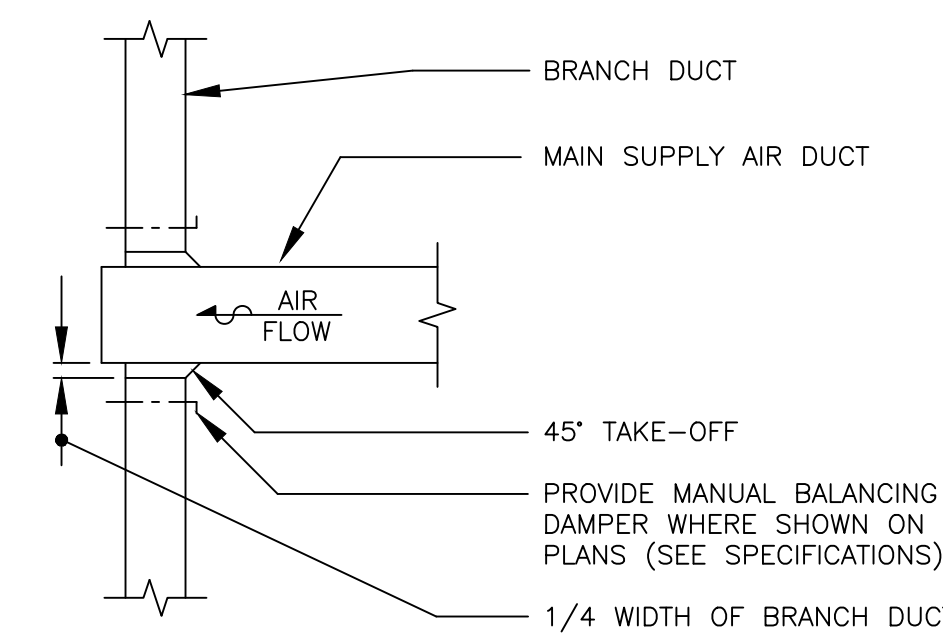 BRANCH DUCT
MAIN SUPPLY AIR DUCT
AIR
FLOW
45° TAKE-OFF
PROVIDE MANUAL BALANCING
DAMPER WHERE SHOWN ON
PLANS (SEE SPECIFICATIONS)
1/4 WIDTH OF BRANCH DUCT